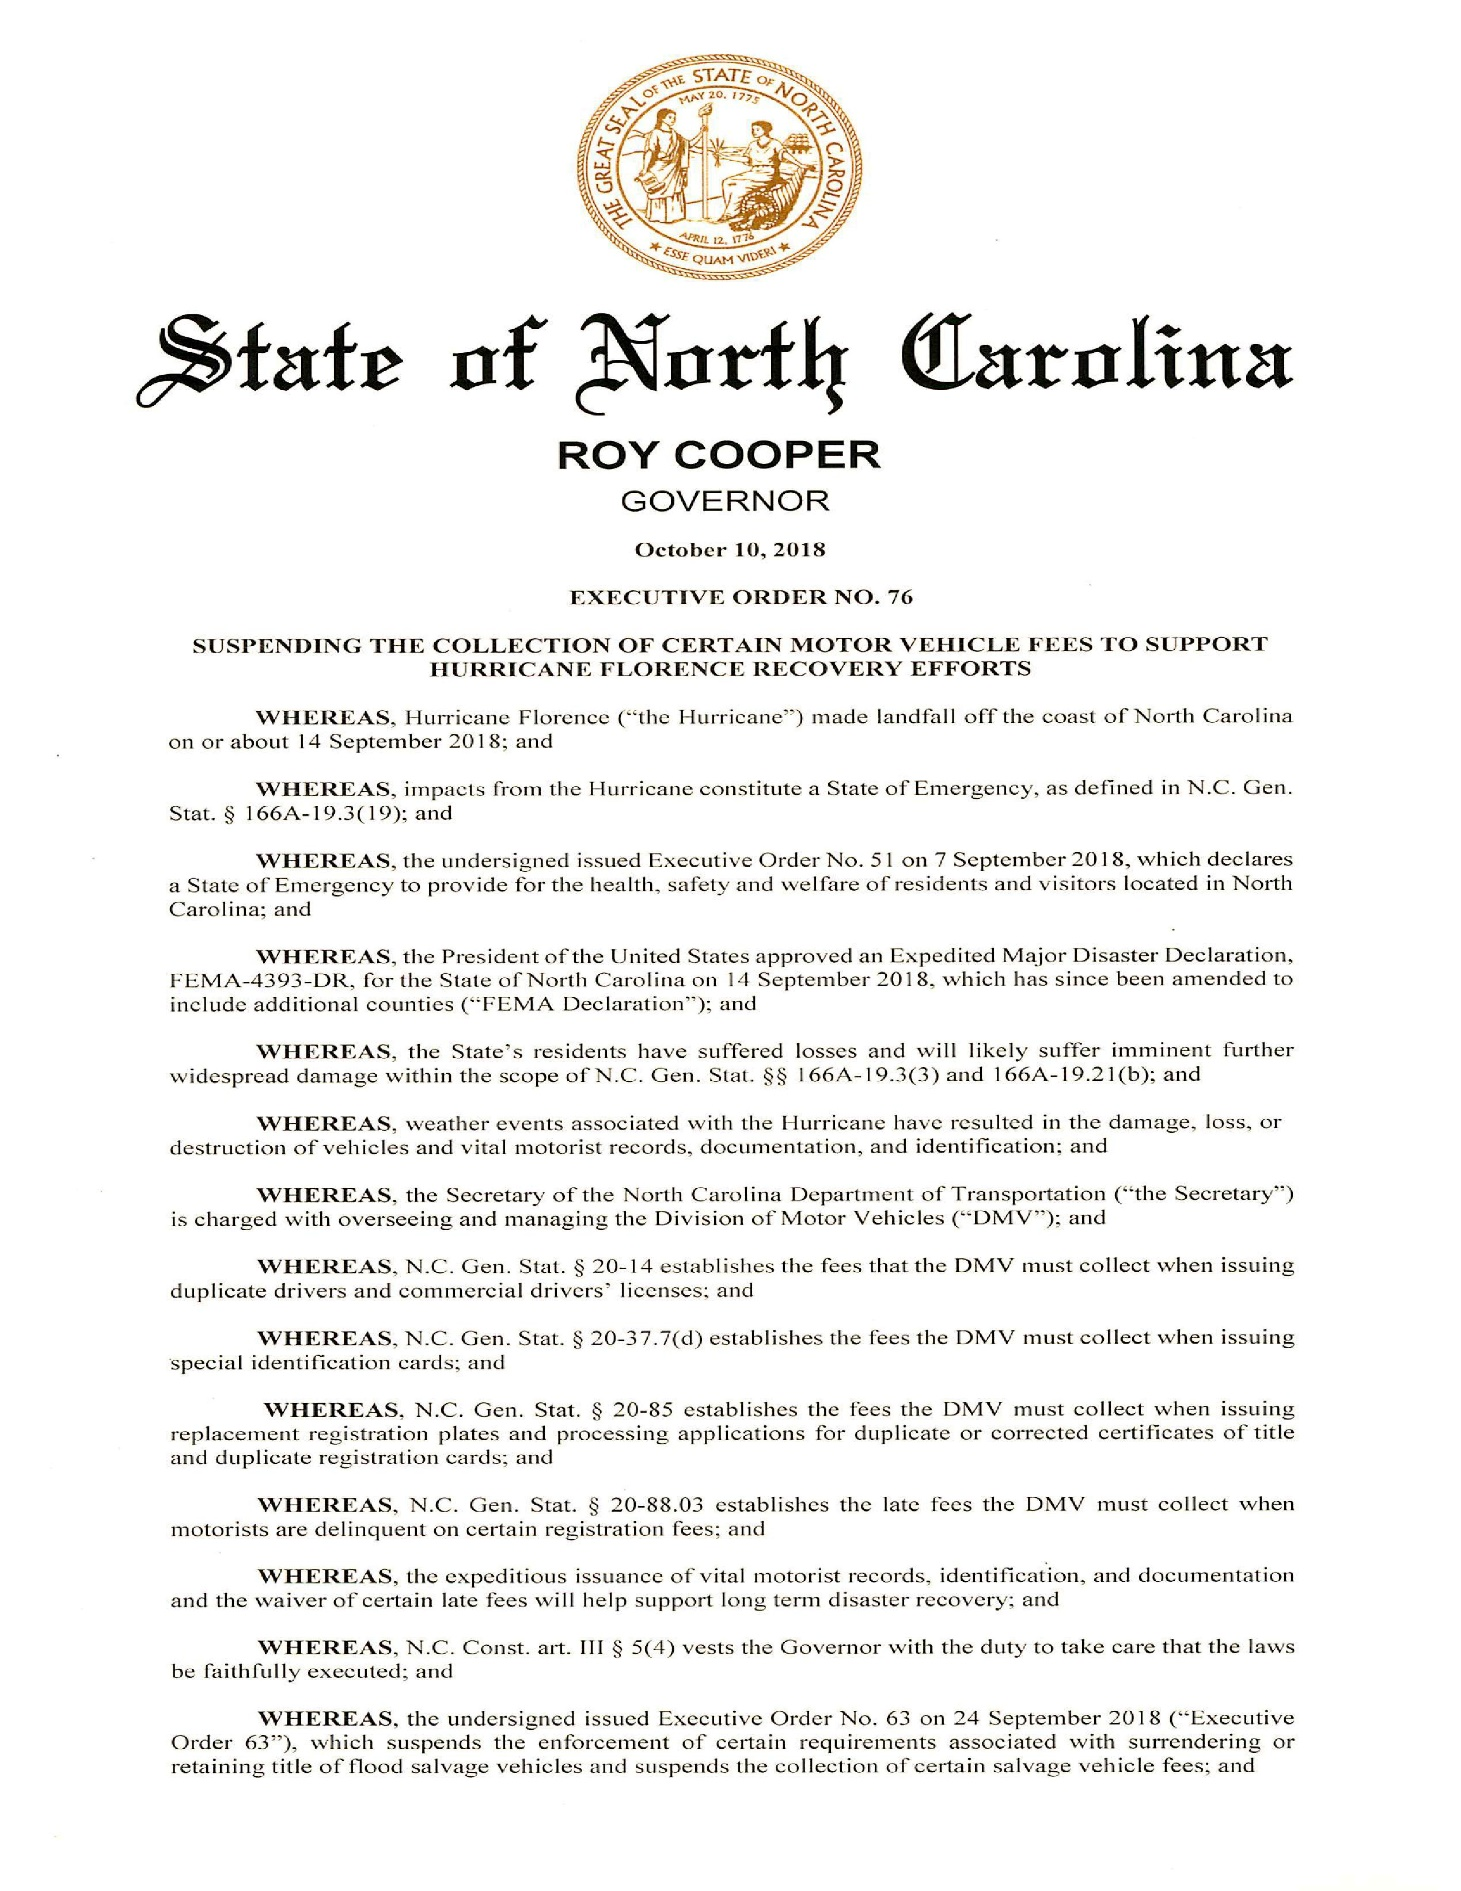 THE GREAT SEAL OF THE STATE OF NORTH CAROLINA
MAY 20, 1775
APRIL 12, 1776
★ ESSE QUAM VIDERI ★
State of North Carolina
ROY COOPER
GOVERNOR
October 10, 2018
EXECUTIVE ORDER NO. 76
SUSPENDING THE COLLECTION OF CERTAIN MOTOR VEHICLE FEES TO SUPPORT
HURRICANE FLORENCE RECOVERY EFFORTS
WHEREAS, Hurricane Florence (“the Hurricane”) made landfall off the coast of North Carolina
on or about 14 September 2018; and
WHEREAS, impacts from the Hurricane constitute a State of Emergency, as defined in N.C. Gen.
Stat. § 166A-19.3(19); and
WHEREAS, the undersigned issued Executive Order No. 51 on 7 September 2018, which declares
a State of Emergency to provide for the health, safety and welfare of residents and visitors located in North
Carolina; and
WHEREAS, the President of the United States approved an Expedited Major Disaster Declaration,
FEMA-4393-DR, for the State of North Carolina on 14 September 2018, which has since been amended to
include additional counties (“FEMA Declaration”); and
WHEREAS, the State’s residents have suffered losses and will likely suffer imminent further
widespread damage within the scope of N.C. Gen. Stat. §§ 166A-19.3(3) and 166A-19.21(b); and
WHEREAS, weather events associated with the Hurricane have resulted in the damage, loss, or
destruction of vehicles and vital motorist records, documentation, and identification; and
WHEREAS, the Secretary of the North Carolina Department of Transportation (“the Secretary”)
is charged with overseeing and managing the Division of Motor Vehicles (“DMV”); and
WHEREAS, N.C. Gen. Stat. § 20-14 establishes the fees that the DMV must collect when issuing
duplicate drivers and commercial drivers’ licenses; and
WHEREAS, N.C. Gen. Stat. § 20-37.7(d) establishes the fees the DMV must collect when issuing
special identification cards; and
WHEREAS, N.C. Gen. Stat. § 20-85 establishes the fees the DMV must collect when issuing
replacement registration plates and processing applications for duplicate or corrected certificates of title
and duplicate registration cards; and
WHEREAS, N.C. Gen. Stat. § 20-88.03 establishes the late fees the DMV must collect when
motorists are delinquent on certain registration fees; and
WHEREAS, the expeditious issuance of vital motorist records, identification, and documentation
and the waiver of certain late fees will help support long term disaster recovery; and
WHEREAS, N.C. Const. art. III § 5(4) vests the Governor with the duty to take care that the laws
be faithfully executed; and
WHEREAS, the undersigned issued Executive Order No. 63 on 24 September 2018 (“Executive
Order 63”), which suspends the enforcement of certain requirements associated with surrendering or
retaining title of flood salvage vehicles and suspends the collection of certain salvage vehicle fees; and